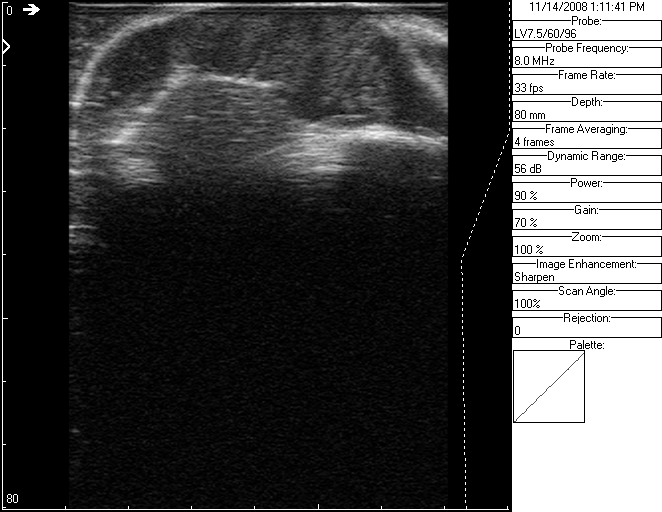 0
80
11/14/2008 1:11:41 PM
Probe:
LV7.5/60/96
Probe Frequency:
8.0 MHz
Frame Rate:
33 fps
Depth:
80 mm
Frame Averaging:
4 frames
Dynamic Range:
56 dB
Power:
90 %
Gain:
70 %
Zoom:
100 %
Image Enhancement:
Sharpen
Scan Angle:
100%
Rejection:
0
Palette: